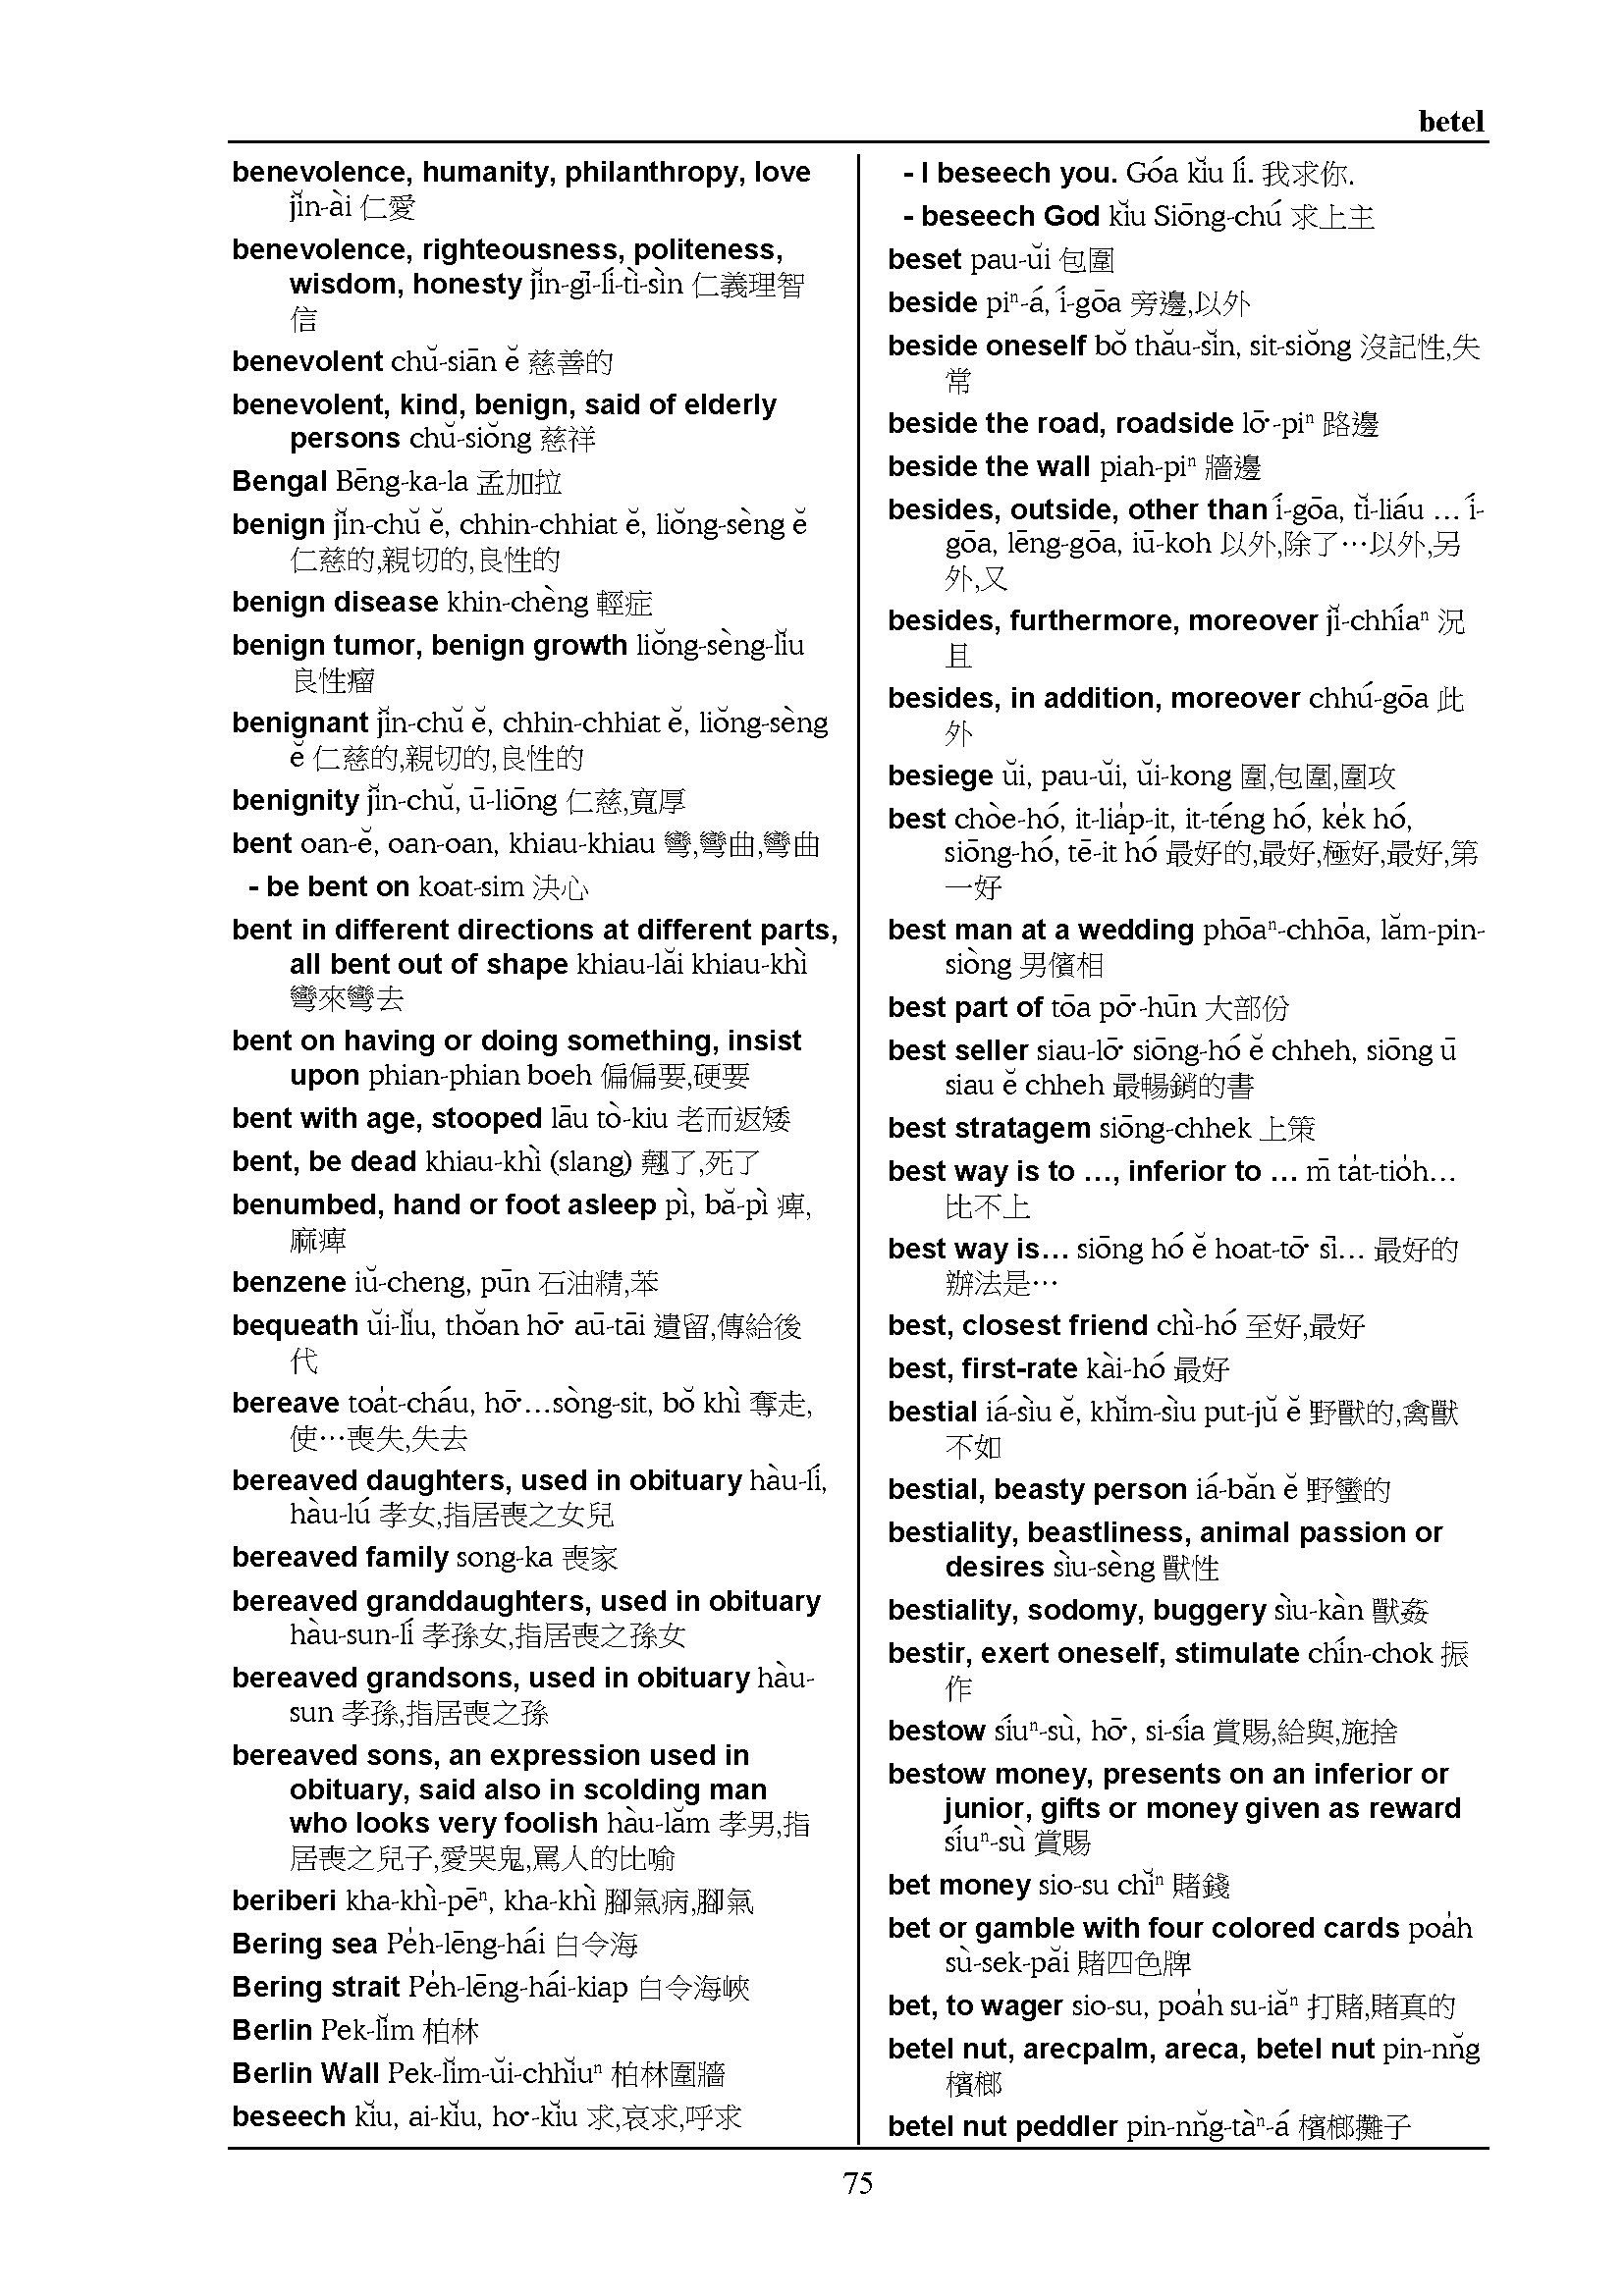 betel
benevolence, humanity, philanthropy, love
jĭn-ài 仁愛
benevolence, righteousness, politeness,
wisdom, honesty jĭn-gī-lí-tì-sìn 仁義理智
信
benevolent chŭ-siān ĕ 慈善的
benevolent, kind, benign, said of elderly
persons chŭ-siŏng 慈祥
Bengal Bēng-ka-la 孟加拉
benign jĭn-chŭ ĕ, chhin-chhiat ĕ, liŏng-sèng ĕ
仁慈的,親切的,良性的
benign disease khin-chèng 輕症
benign tumor, benign growth liŏng-sèng-lĭu
良性瘤
benignant jĭn-chŭ ĕ, chhin-chhiat ĕ, liŏng-sèng
ĕ 仁慈的,親切的,良性的
benignity jĭn-chŭ, ū-liōng 仁慈,寬厚
bent oan-ĕ, oan-oan, khiau-khiau 彎,彎曲,彎曲
- be bent on koat-sim 決心
bent in different directions at different parts,
all bent out of shape khiau-lăi khiau-khì
彎來彎去
bent on having or doing something, insist
upon phian-phian boeh 偏偏要,硬要
bent with age, stooped lāu tò-kiu 老而返矮
bent, be dead khiau-khì (slang) 翹了,死了
benumbed, hand or foot asleep pì, bă-pì 痺,
麻痺
benzene iŭ-cheng, pūn 石油精,苯
bequeath ŭi-lĭu, thŏan hō͘ aū-tāi 遺留,傳給後
代
bereave toa̍t-cháu, hō͘…sòng-sit, bŏ khì 奪走,
使…喪失,失去
bereaved daughters, used in obituary hàu-lí,
hàu-lú 孝女,指居喪之女兒
bereaved family song-ka 喪家
bereaved granddaughters, used in obituary
hàu-sun-lí 孝孫女,指居喪之孫女
bereaved grandsons, used in obituary hàu-
sun 孝孫,指居喪之孫
bereaved sons, an expression used in
obituary, said also in scolding man
who looks very foolish hàu-lăm 孝男,指
居喪之兒子,愛哭鬼,罵人的比喻
beriberi kha-khì-pēⁿ, kha-khì 腳氣病,腳氣
Bering sea Pe̍h-lēng-hái 白令海
Bering strait Pe̍h-lēng-hái-kiap 白令海峽
Berlin Pek-lĭm 柏林
Berlin Wall Pek-lĭm-ŭi-chhĭuⁿ 柏林圍牆
beseech kĭu, ai-kĭu, ho͘-kĭu 求,哀求,呼求
- I beseech you. Góa kĭu lí. 我求你.
- beseech God kĭu Siōng-chú 求上主
beset pau-ŭi 包圍
beside piⁿ-á, í-gōa 旁邊,以外
beside oneself bŏ thău-sĭn, sit-siŏng 沒記性,失
常
beside the road, roadside lō͘-piⁿ 路邊
beside the wall piah-piⁿ 牆邊
besides, outside, other than í-gōa, tĭ-liáu … í-
gōa, lēng-gōa, iū-koh 以外,除了…以外,另
外,又
besides, furthermore, moreover jĭ-chhíaⁿ 況
且
besides, in addition, moreover chhú-gōa 此
外
besiege ŭi, pau-ŭi, ŭi-kong 圍,包圍,圍攻
best chòe-hó, it-lia̍p-it, it-téng hó, ke̍k hó,
siōng-hó, tē-it hó 最好的,最好,極好,最好,第
一好
best man at a wedding phōaⁿ-chhōa, lăm-pin-
siòng 男儐相
best part of tōa pō͘-hūn 大部份
best seller siau-lō͘ siōng-hó ĕ chheh, siōng ū
siau ĕ chheh 最暢銷的書
best stratagem siōng-chhek 上策
best way is to …, inferior to … m̄ ta̍t-tio̍h…
比不上
best way is… siōng hó ĕ hoat-tō͘ sī… 最好的
辦法是…
best, closest friend chì-hó 至好,最好
best, first-rate kài-hó 最好
bestial iá-sìu ĕ, khĭm-sìu put-jŭ ĕ 野獸的,禽獸
不如
bestial, beasty person iá-băn ĕ 野蠻的
bestiality, beastliness, animal passion or
desires sìu-sèng 獸性
bestiality, sodomy, buggery sìu-kàn 獸姦
bestir, exert oneself, stimulate chín-chok 振
作
bestow síuⁿ-sù, hō͘, si-sía 賞賜,給與,施捨
bestow money, presents on an inferior or
junior, gifts or money given as reward
síuⁿ-sù 賞賜
bet money sio-su chĭⁿ 賭錢
bet or gamble with four colored cards poa̍h
sù-sek-păi 賭四色牌
bet, to wager sio-su, poa̍h su-iăⁿ 打賭,賭真的
betel nut, arecpalm, areca, betel nut pin-nn̆g
檳榔
betel nut peddler pin-nn̆g-tàⁿ-á 檳榔攤子
75